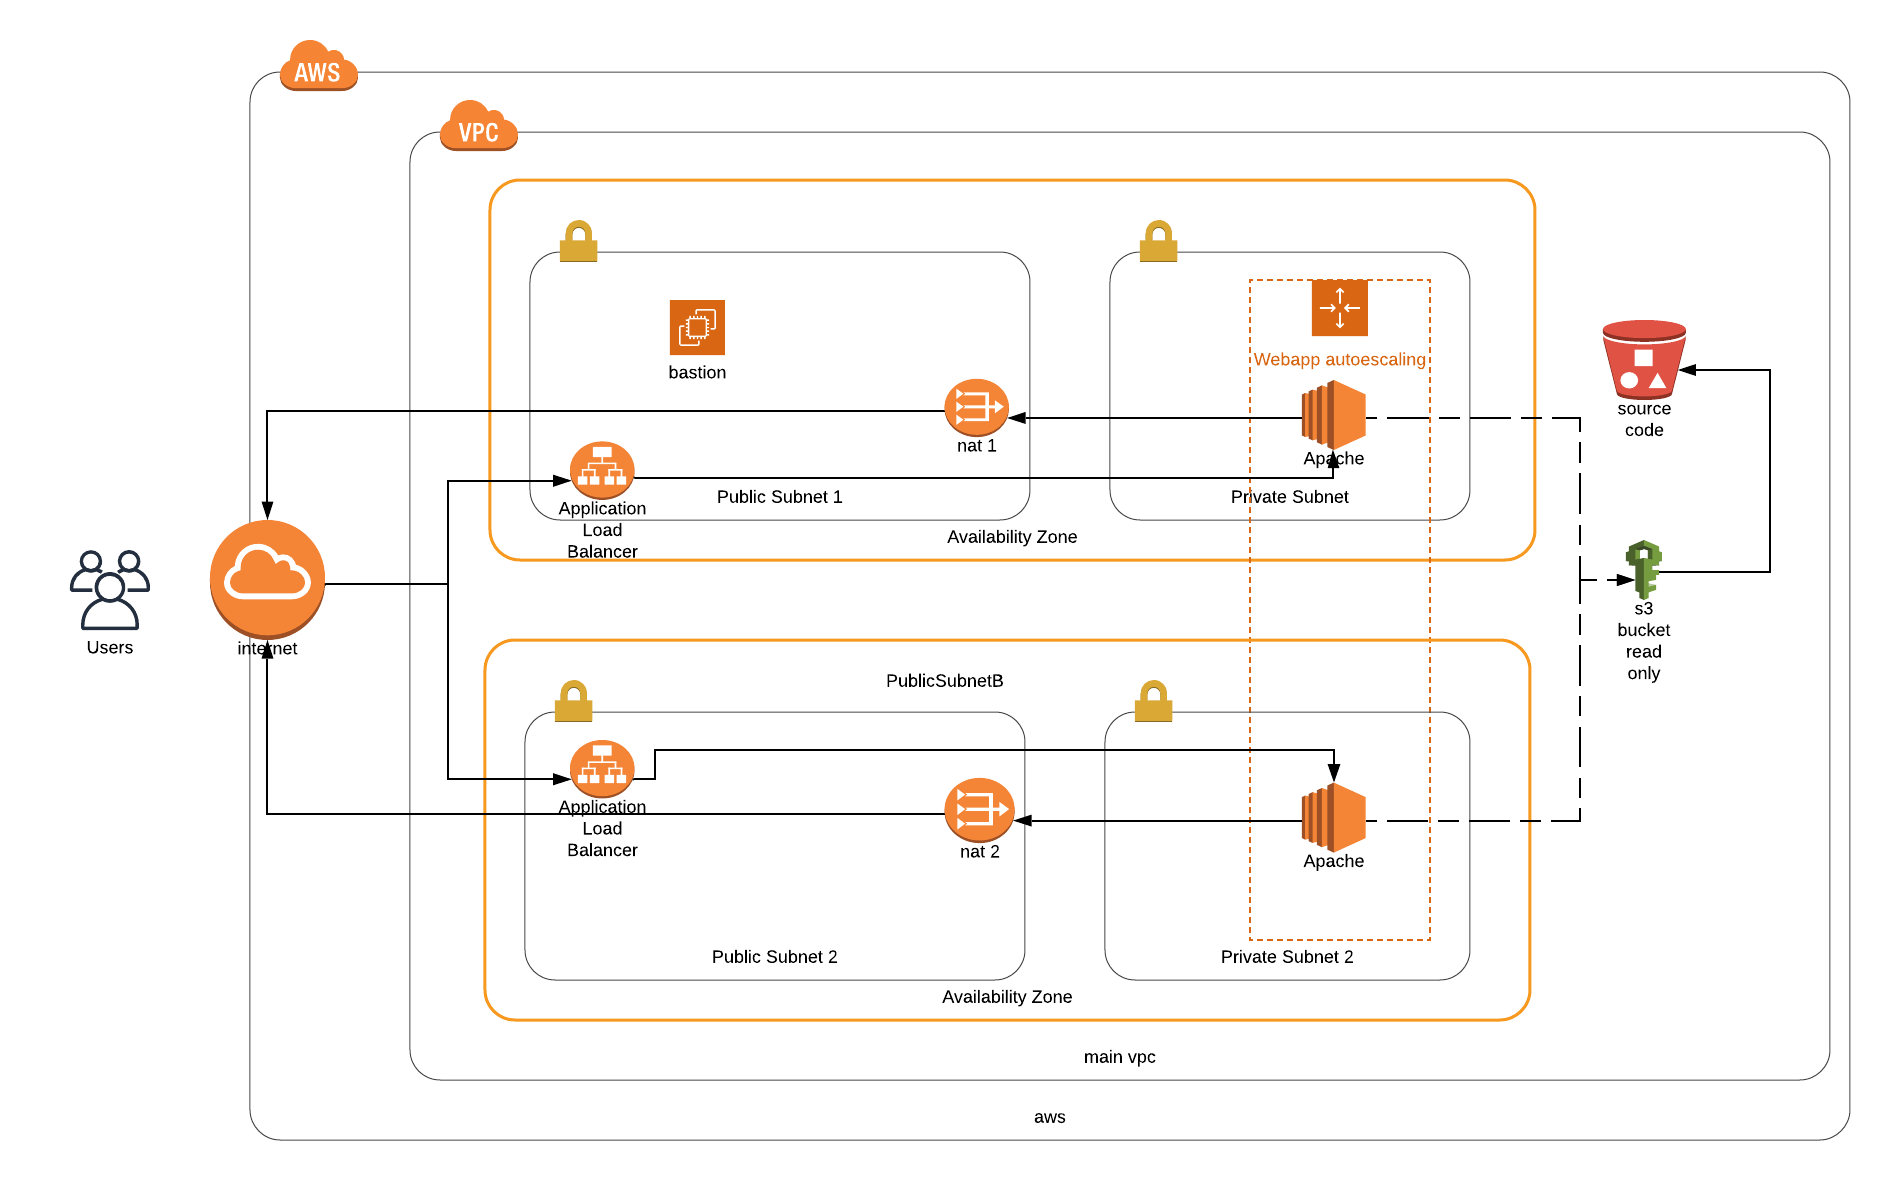 AWS
VPC
bastion
Webapp autoescaling
nat 1
Apache
source
code
Application
Load
Balancer
Public Subnet 1
Private Subnet
Availability Zone
Users
internet
s3
bucket
read
only
PublicSubnetB
Application
Load
Balancer
nat 2
Apache
Public Subnet 2
Private Subnet 2
Availability Zone
main vpc
aws